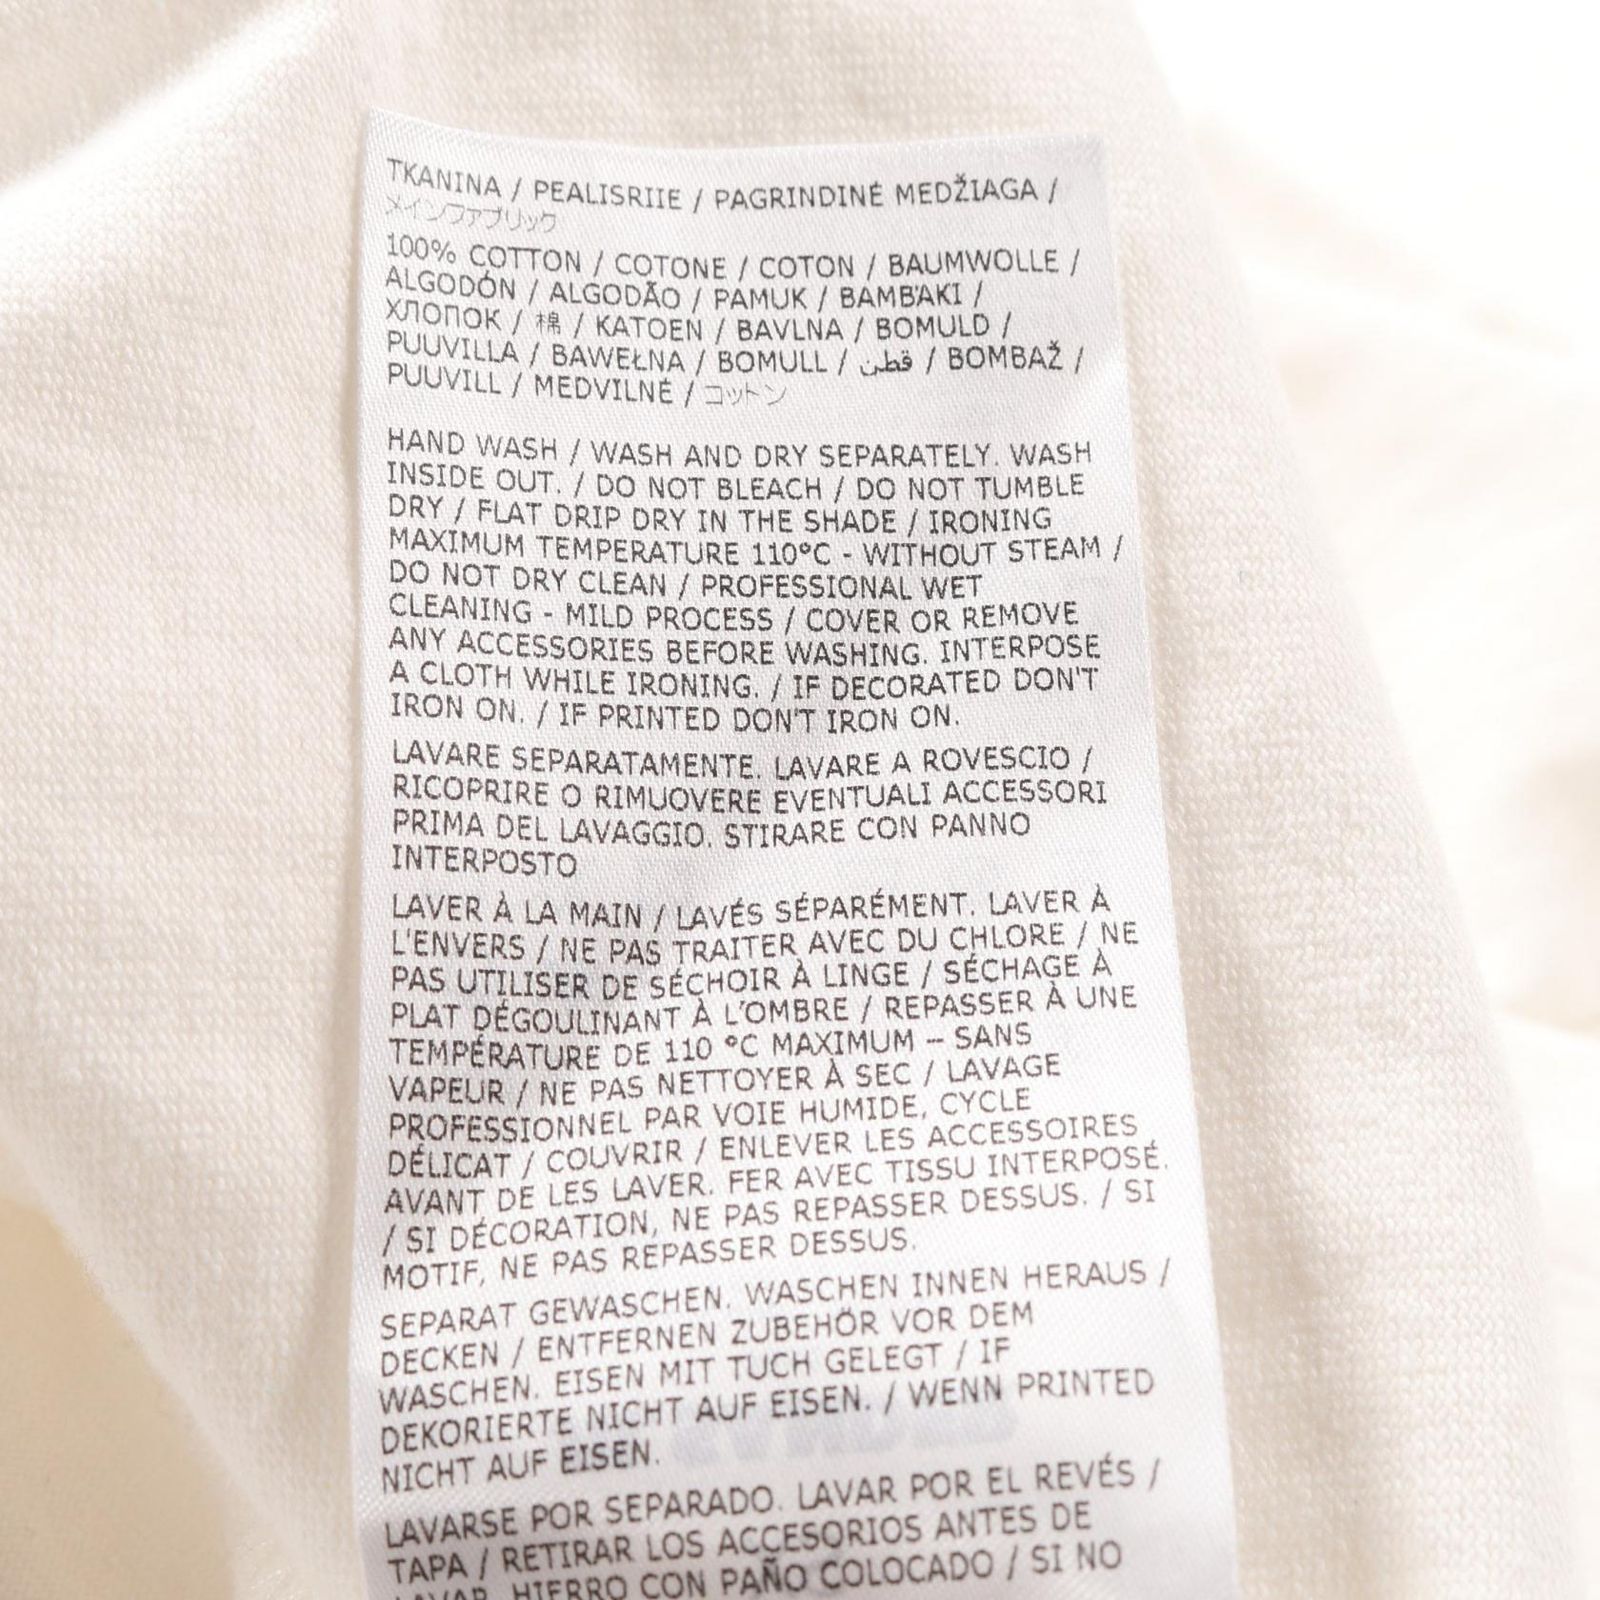 TKANINA / PEALISRIIE / PAGRINDINĖ MEDŽIAGA /
メインファブリック
100% COTTON / COTONE / COTON / BAUMWOLLE /
ALGODÓN / ALGODÃO / PAMUK / BAMBAKI /
ХЛОПОК / 棉 / KATOEN / BAVLNA / BOMULD /
PUUVILLA / BAWEŁNA / BOMULL / قطن / BOMBAŽ /
PUUVILL / MEDVILNĖ / コットン
HAND WASH / WASH AND DRY SEPARATELY. WASH
INSIDE OUT. / DO NOT BLEACH / DO NOT TUMBLE
DRY / FLAT DRIP DRY IN THE SHADE / IRONING
MAXIMUM TEMPERATURE 110°C - WITHOUT STEAM /
DO NOT DRY CLEAN / PROFESSIONAL WET
CLEANING - MILD PROCESS / COVER OR REMOVE
ANY ACCESSORIES BEFORE WASHING. INTERPOSE
A CLOTH WHILE IRONING. / IF DECORATED DON'T
IRON ON. / IF PRINTED DON'T IRON ON.
LAVARE SEPARATAMENTE. LAVARE A ROVESCIO /
RICOPRIRE O RIMUOVERE EVENTUALI ACCESSORI
PRIMA DEL LAVAGGIO. STIRARE CON PANNO
INTERPOSTO
LAVER À LA MAIN / LAVÉS SÉPARÉMENT. LAVER À
L'ENVERS / NE PAS TRAITER AVEC DU CHLORE / NE
PAS UTILISER DE SÉCHOIR À LINGE / SÉCHAGE À
PLAT DÉGOULINANT À L'OMBRE / REPASSER À UNE
TEMPÉRATURE DE 110 °C MAXIMUM – SANS
VAPEUR / NE PAS NETTOYER À SEC / LAVAGE
PROFESSIONNEL PAR VOIE HUMIDE, CYCLE
DÉLICAT / COUVRIR / ENLEVER LES ACCESSOIRES
AVANT DE LES LAVER. FER AVEC TISSU INTERPOSÉ.
/ SI DÉCORATION, NE PAS REPASSER DESSUS. / SI
MOTIF, NE PAS REPASSER DESSUS.
SEPARAT GEWASCHEN. WASCHEN INNEN HERAUS /
DECKEN / ENTFERNEN ZUBEHÖR VOR DEM
WASCHEN. EISEN MIT TUCH GELEGT / IF
DEKORIERTE NICHT AUF EISEN. / WENN PRINTED
NICHT AUF EISEN.
LAVARSE POR SEPARADO. LAVAR POR EL REVÉS /
TAPA / RETIRAR LOS ACCESORIOS ANTES DE
LAVAR. HIERRO CON PAÑO COLOCADO / SI NO